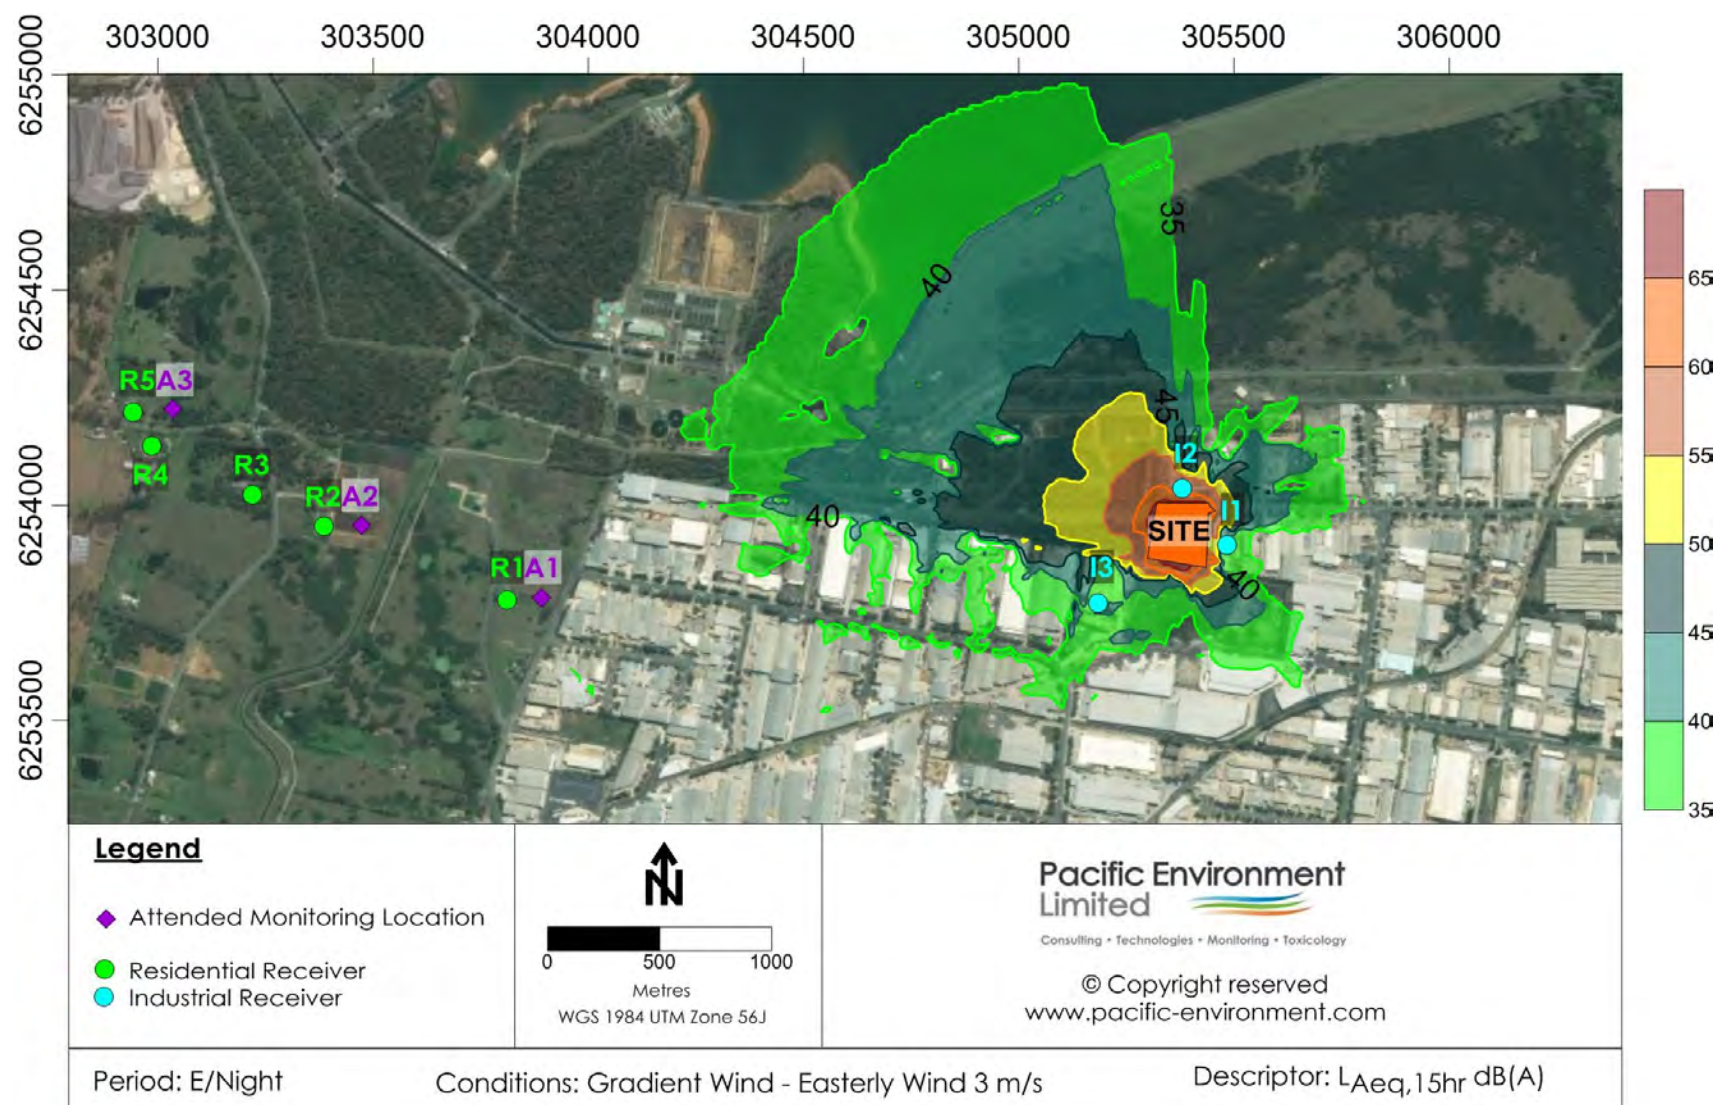 303000 303500 304000 304500 305000 305500 306000
6255000
6254500
6254000
6253500
35
40
45
40
40
R5 A3
R4
R3
R2 A2
R1 A1
I2
I1
SITE
I3
65
60
55
50
45
40
35
Legend
Attended Monitoring Location
Residential Receiver
Industrial Receiver
N
0 500 1000
Metres
WGS 1984 UTM Zone 56J
Pacific Environment
Limited
Consulting • Technologies • Monitoring • Toxicology
© Copyright reserved
www.pacific-environment.com
Period: E/Night
Conditions: Gradient Wind - Easterly Wind 3 m/s
Descriptor: LAeq,15hr dB(A)